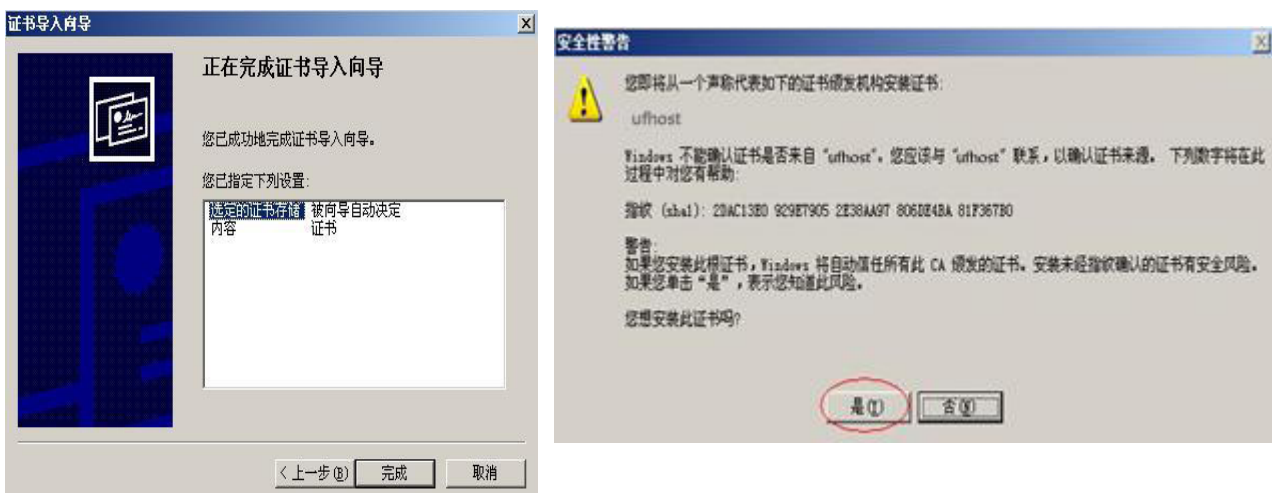 证书导入向导
正在完成证书导入向导
您已成功地完成证书导入向导。
您已指定下列设置:
选定的证书存储 被向导自动决定
内容 证书
<上一步(B)
完成
取消
安全性警告
您即将从一个声称代表如下的证书颁发机构安装证书:
ufhost
Windows 不能确认证书是否来自 "ufhost"。您应该与 "ufhost" 联系，以确认证书来源。 下列数字将在此
过程中对您有帮助:
指纹 (sha1): 2DAC13E0 929E7905 2E38AA97 806DE4BA 81F367B0
警告:
如果您安装此根证书，Windows 将自动信任所有此 CA 颁发的证书。安装未经指纹确认的证书有安全风险。
如果您单击“是”，表示您知道此风险。
您想安装此证书吗?
是(Y)
否(N)